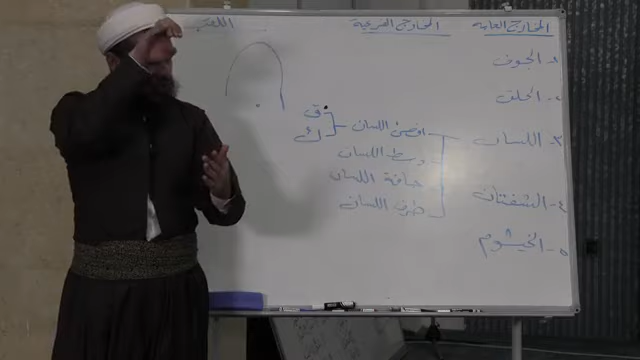 المخارج العامة المخارج الفرعية
١- الجوف
٢- الحلق
٣- اللسان أقصى اللسان ق
ك
وسط اللسان
حافة اللسان
طرف اللسان
٤- الشفتان
٥- الخيشوم